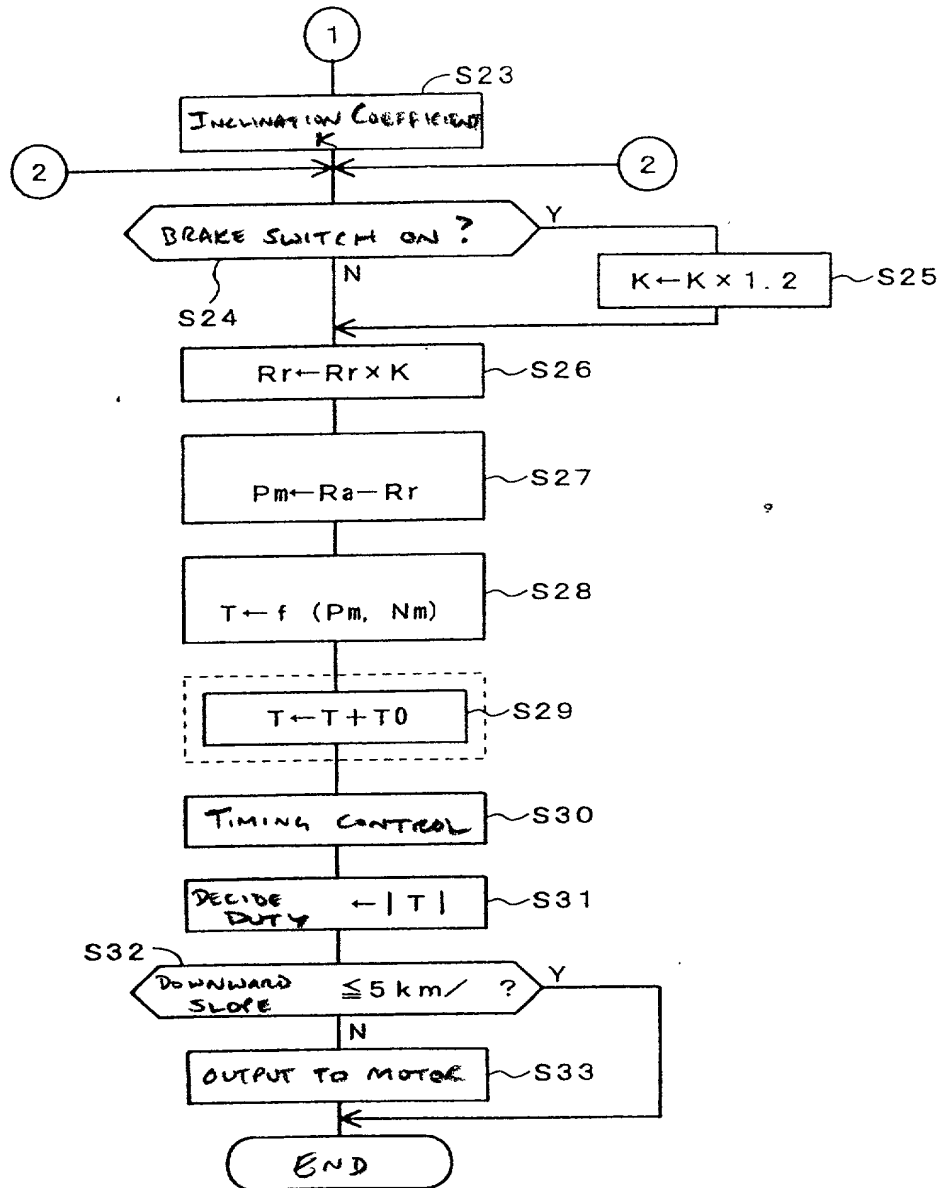 1
S23
INCLINATION COEFFICIENT
K
2
2
BRAKE SWITCH ON ?
Y
N
S24
K←K×1.2
S25
Rr←Rr×K
S26
Pm←Ra−Rr
S27
T←f (Pm, Nm)
S28
T←T+T0
S29
TIMING CONTROL
S30
DECIDE
DUTY ←|T|
S31
S32
DOWNWARD
SLOPE ≦5km/ ?
Y
N
OUTPUT TO MOTOR
S33
END